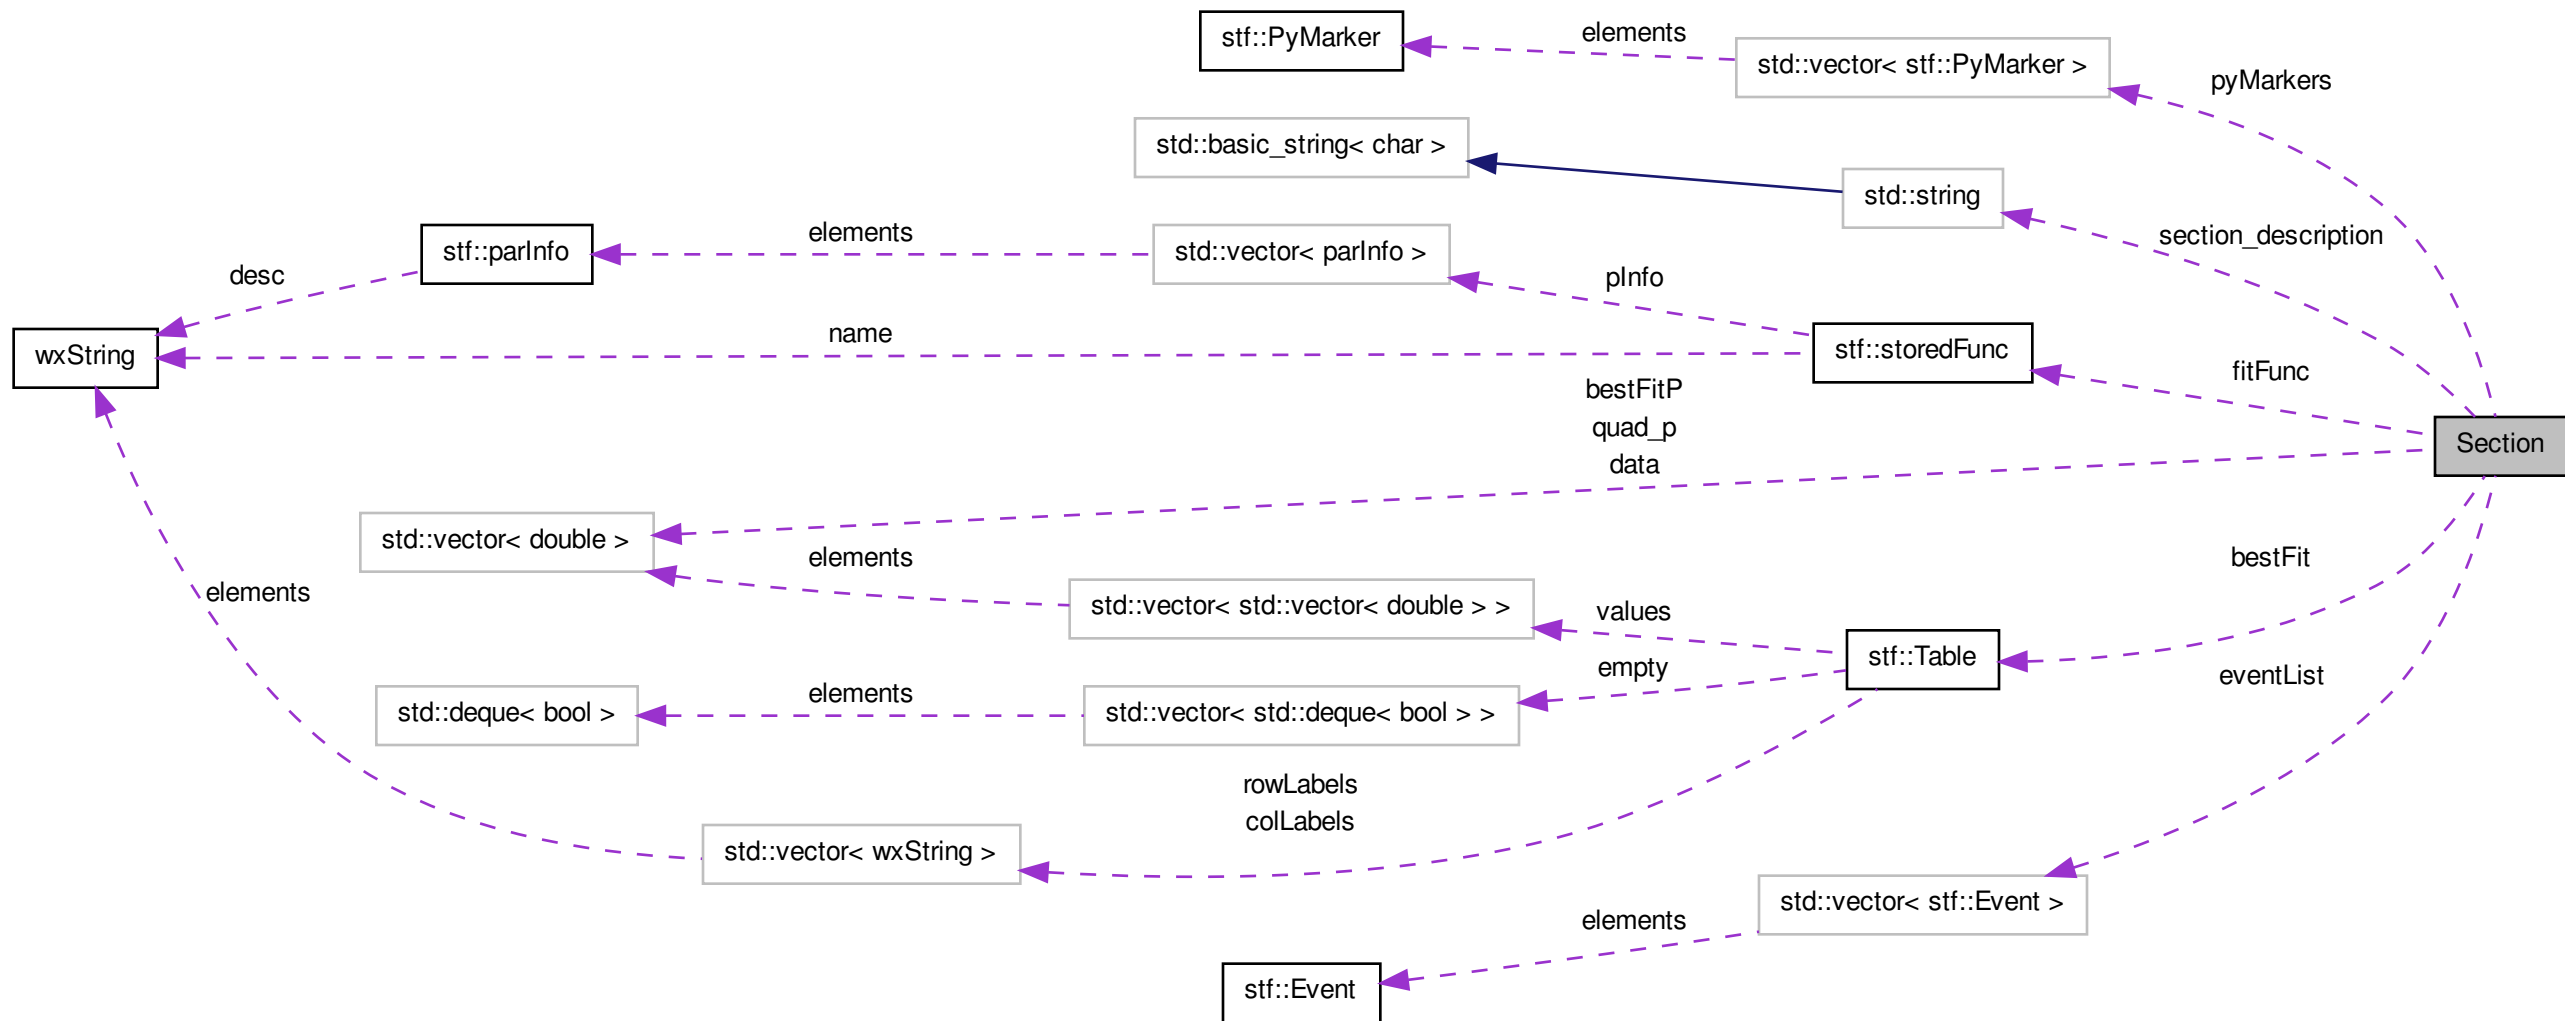 stf::PyMarker
elements
std::vector< stf::PyMarker >
pyMarkers
std::basic_string< char >
std::string
section_description
stf::parInfo
elements
std::vector< parInfo >
pInfo
desc
wxString
name
stf::storedFunc
fitFunc
bestFitP
quad_p
data
Section
std::vector< double >
elements
std::vector< std::vector< double > >
values
bestFit
elements
stf::Table
empty
eventList
std::deque< bool >
elements
std::vector< std::deque< bool > >
rowLabels
colLabels
std::vector< wxString >
std::vector< stf::Event >
elements
stf::Event